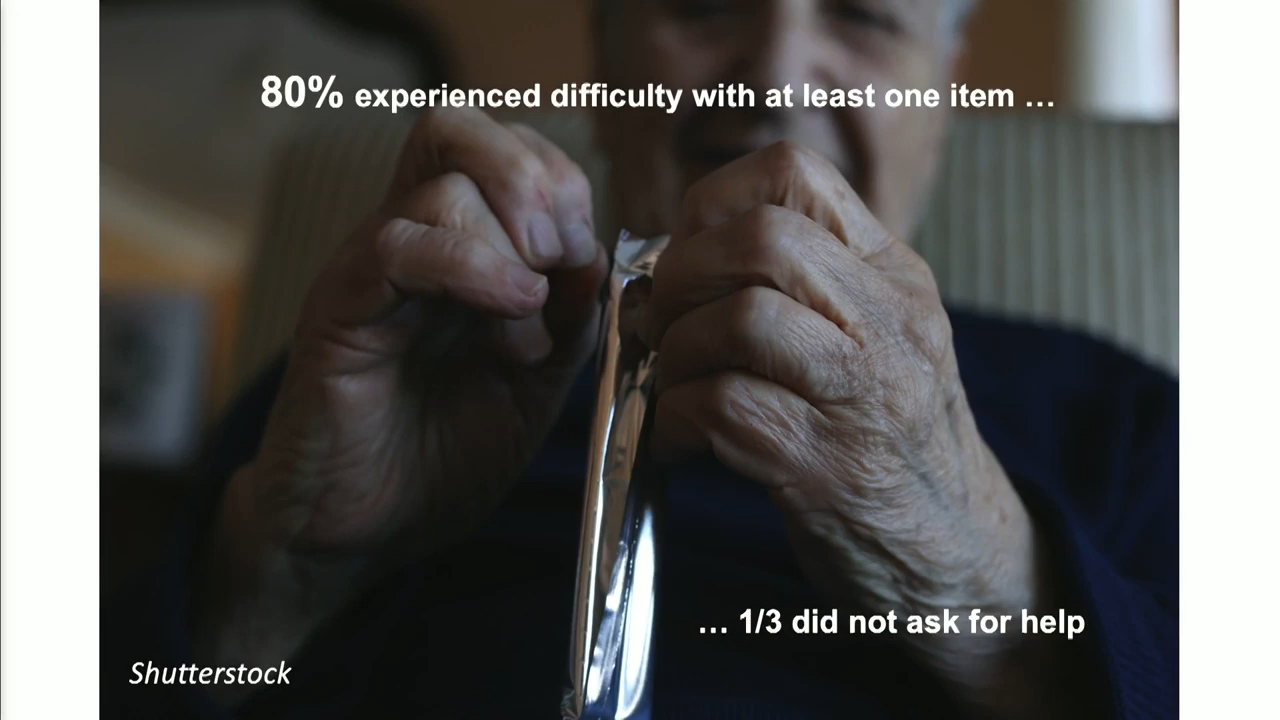 80% experienced difficulty with at least one item …
… 1/3 did not ask for help
Shutterstock